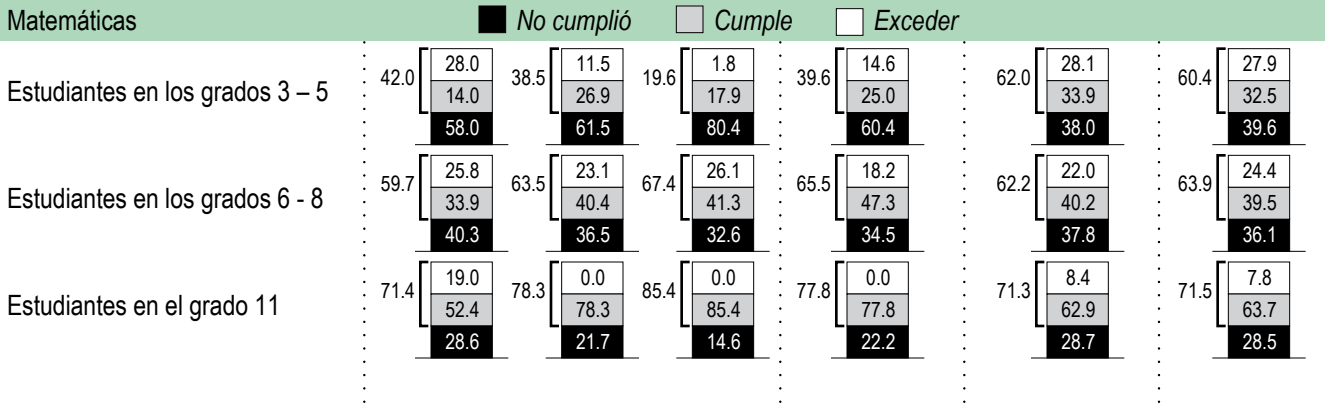 Matemáticas No cumplió Cumple Exceder
28.0 11.5 1.8 14.6 28.1 27.9
42.0 38.5 19.6 39.6 62.0 60.4
Estudiantes en los grados 3 – 5 14.0 26.9 17.9 25.0 33.9 32.5
58.0 61.5 80.4 60.4 38.0 39.6
25.8 23.1 26.1 18.2 22.0 24.4
59.7 63.5 67.4 65.5 62.2 63.9
Estudiantes en los grados 6 - 8 33.9 40.4 41.3 47.3 40.2 39.5
40.3 36.5 32.6 34.5 37.8 36.1
19.0 0.0 0.0 0.0 8.4 7.8
71.4 78.3 85.4 77.8 71.3 71.5
Estudiantes en el grado 11 52.4 78.3 85.4 77.8 62.9 63.7
28.6 21.7 14.6 22.2 28.7 28.5